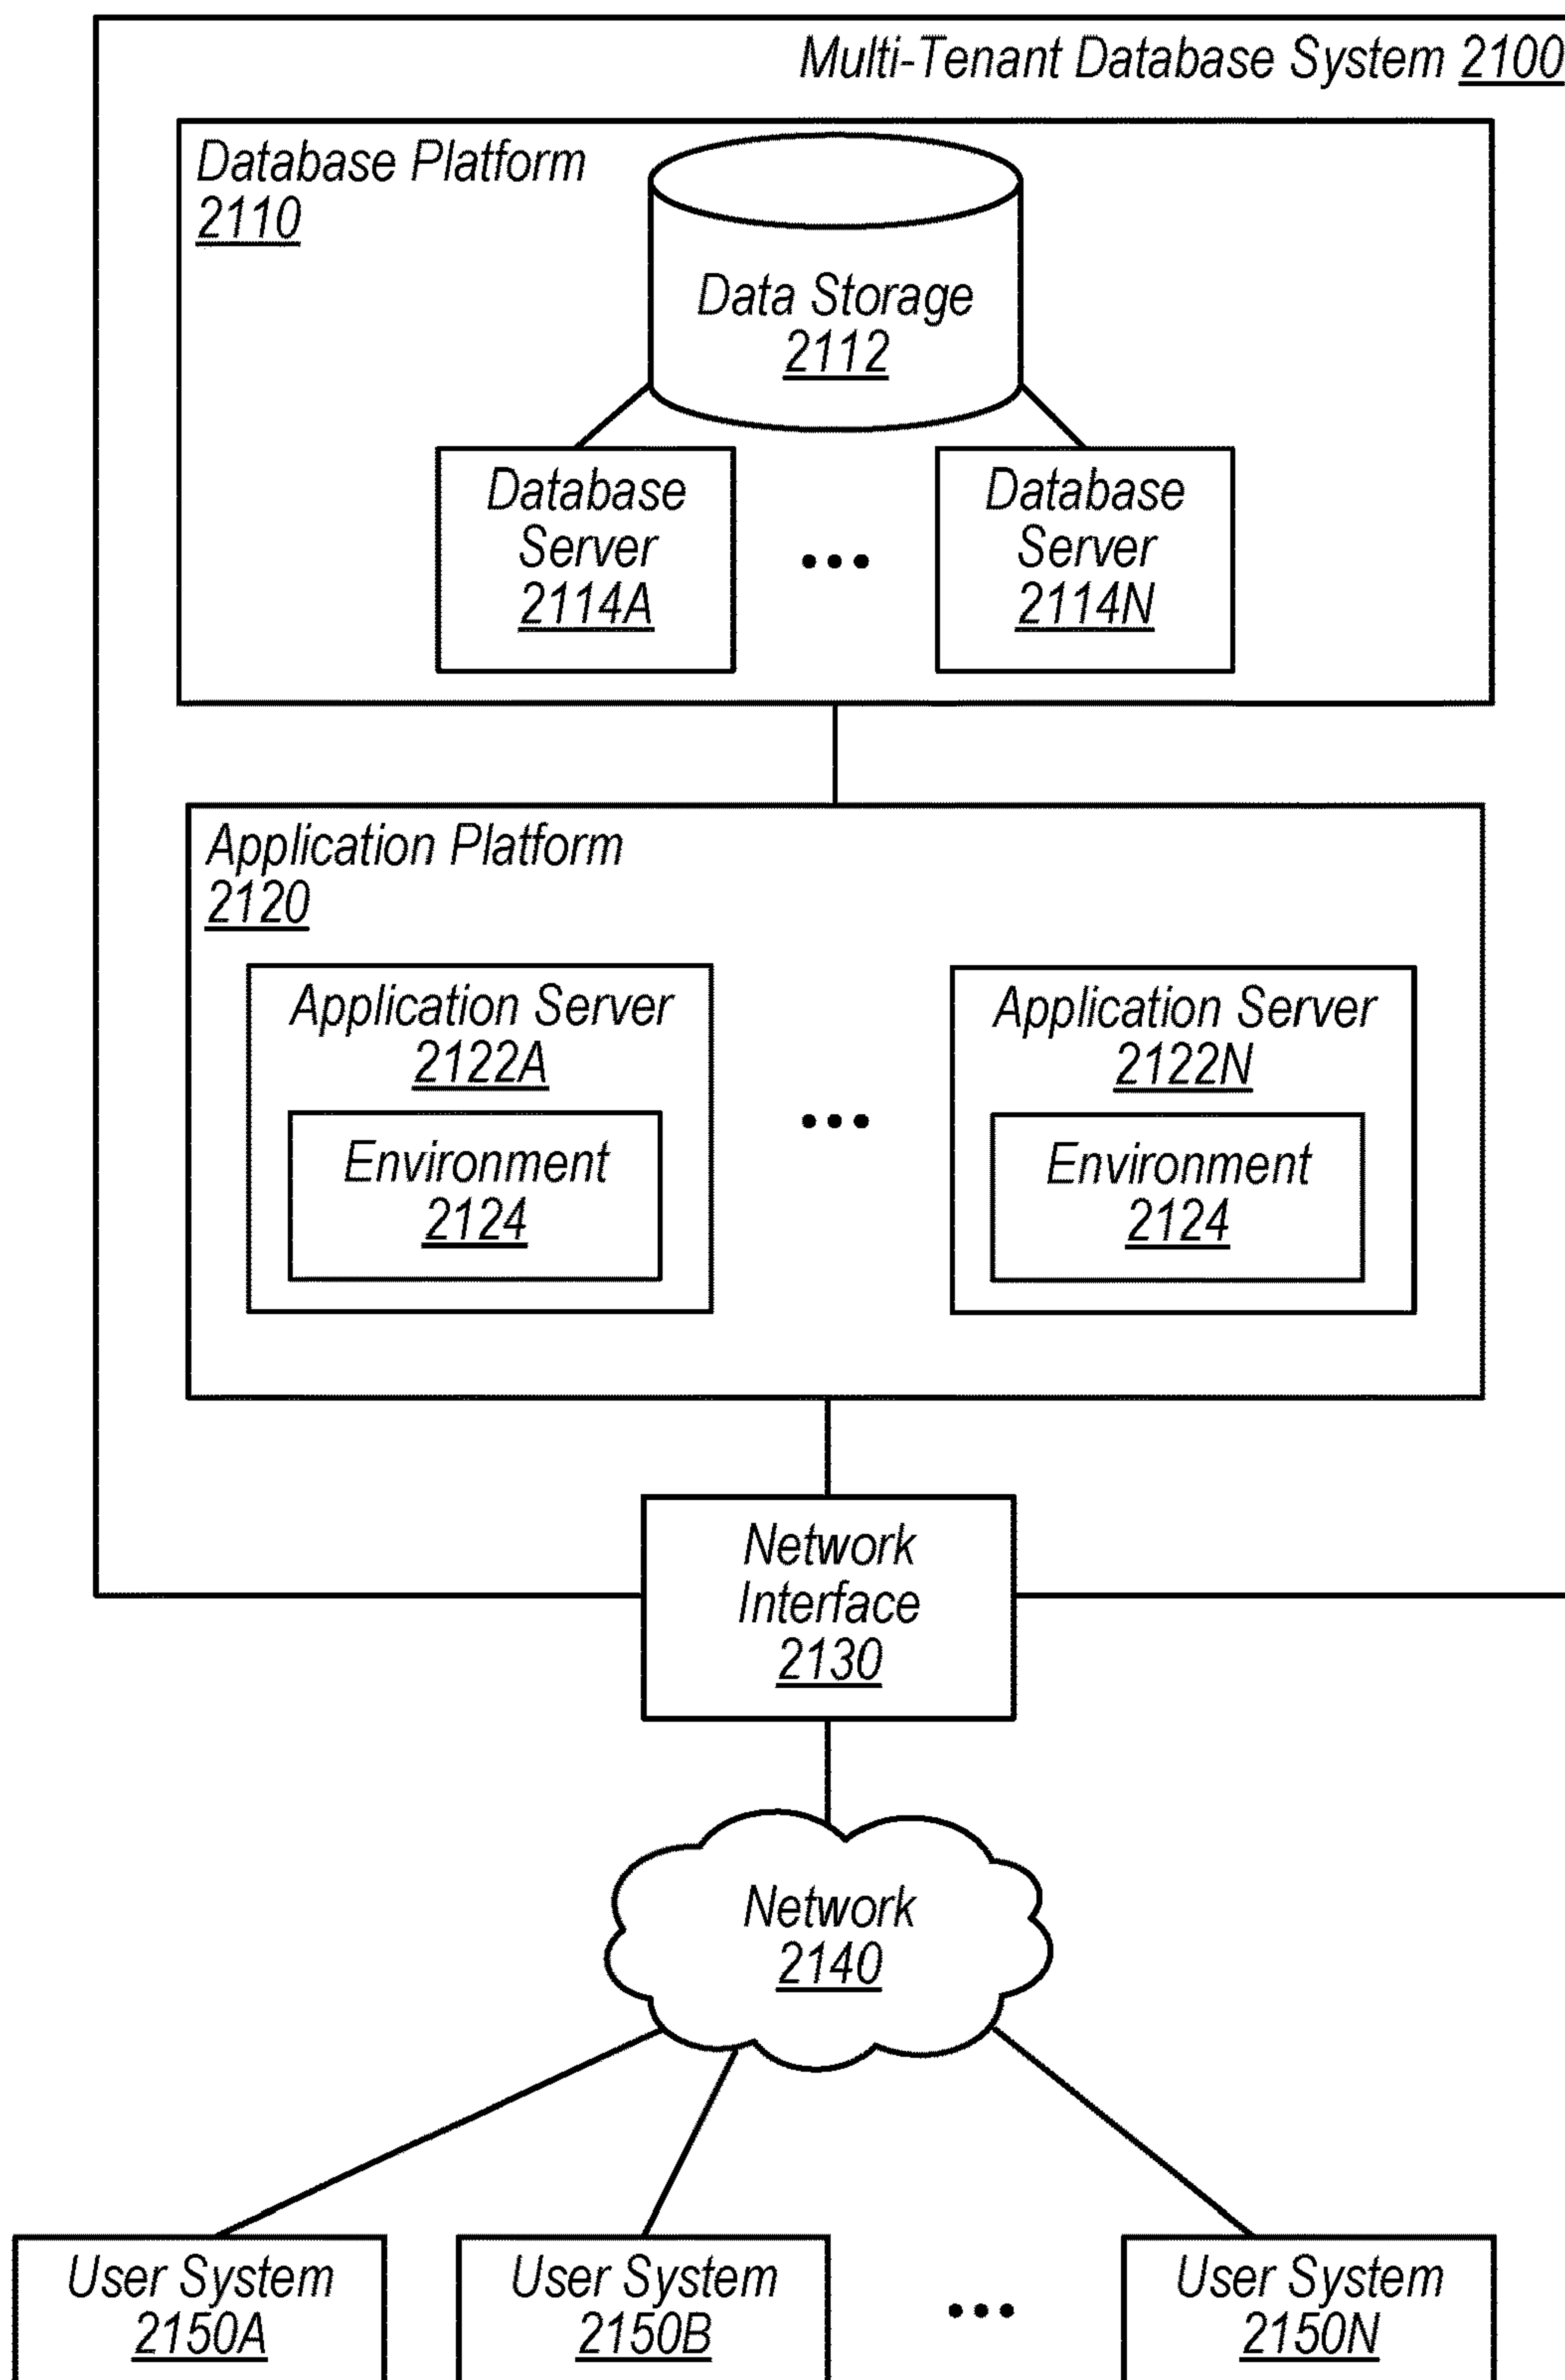 Multi-Tenant Database System 2100
Database Platform
2110
Data Storage
2112
Database
Server
2114A
Database
Server
2114N
Application Platform
2120
Application Server
2122A
Environment
2124
Application Server
2122N
Environment
2124
Network
Interface
2130
Network
2140
User System
2150A
User System
2150B
User System
2150N